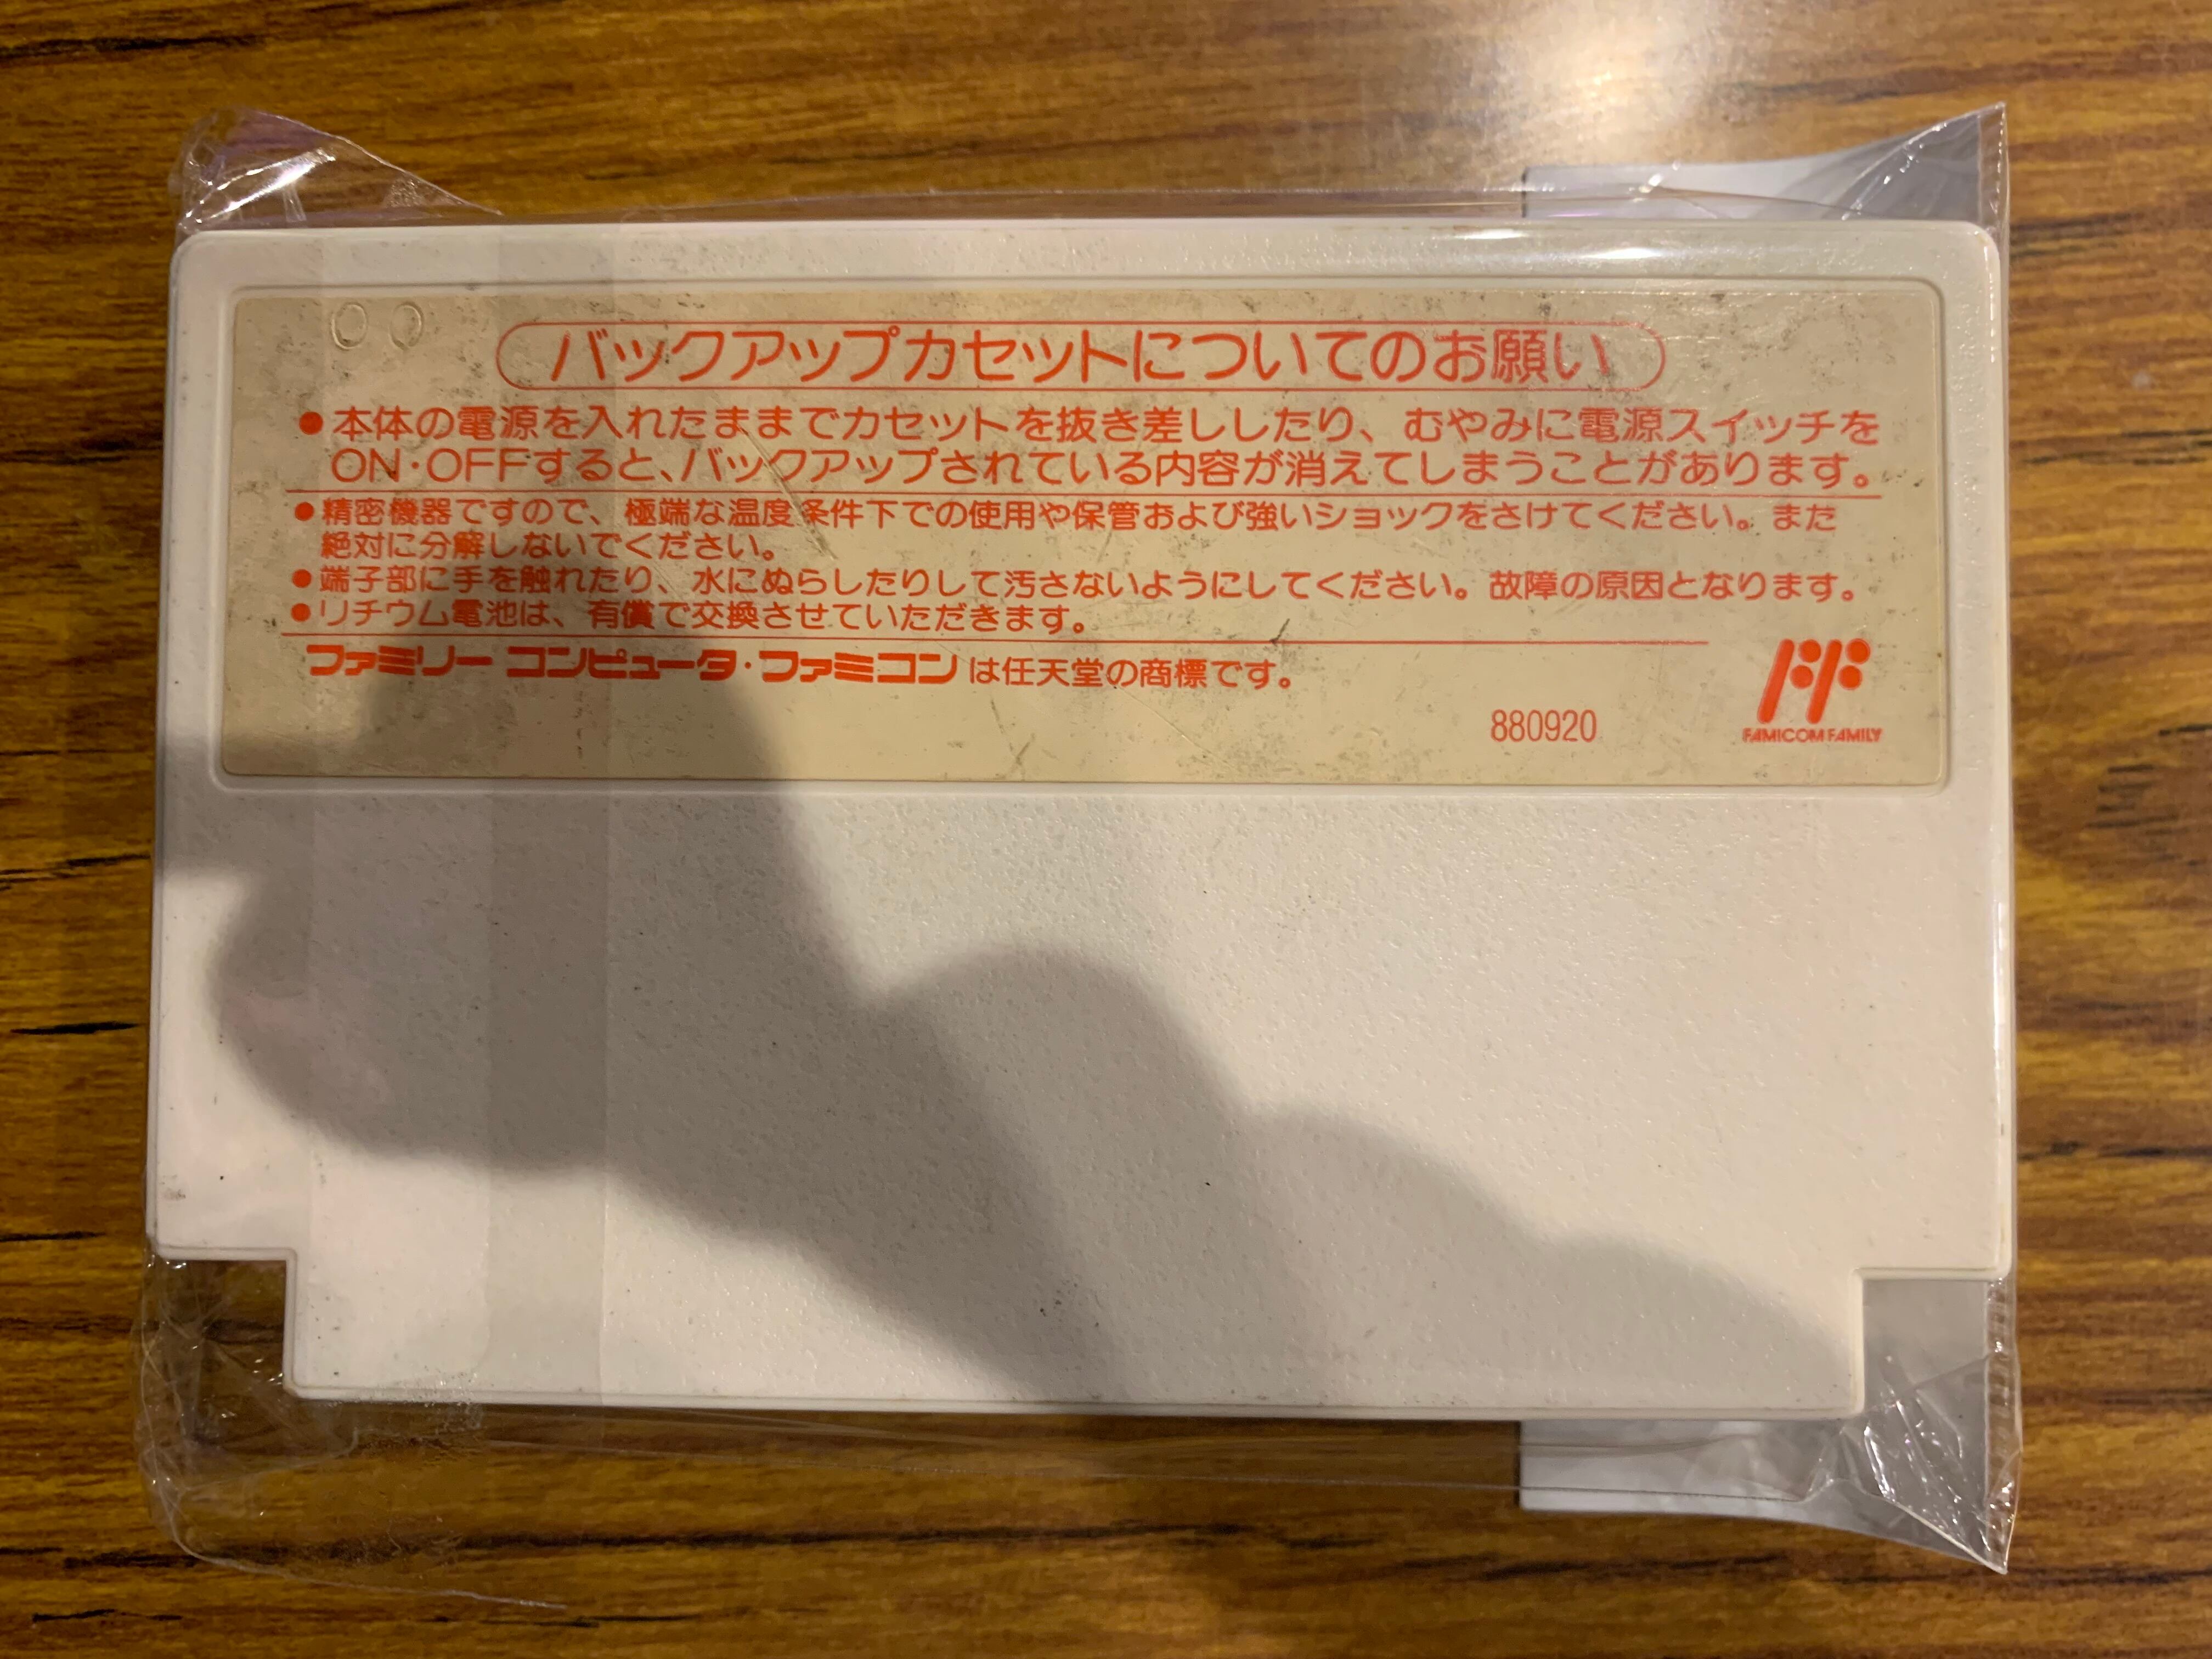 バックアップカセットについてのお願い
●本体の電源を入れたままでカセットを抜き差ししたり、むやみに電源スイッチを
ON・OFFすると、バックアップされている内容が消えてしまうことがあります。
●精密機器ですので、極端な温度条件下での使用や保管および強いショックをさけてください。また
絶対に分解しないでください。
●端子部に手を触れたり、水にぬらしたりして汚さないようにしてください。故障の原因となります。
●リチウム電池は、有償で交換させていただきます。
ファミリーコンピュータ・ファミコンは任天堂の商標です。
880920
FAMICOM FAMILY